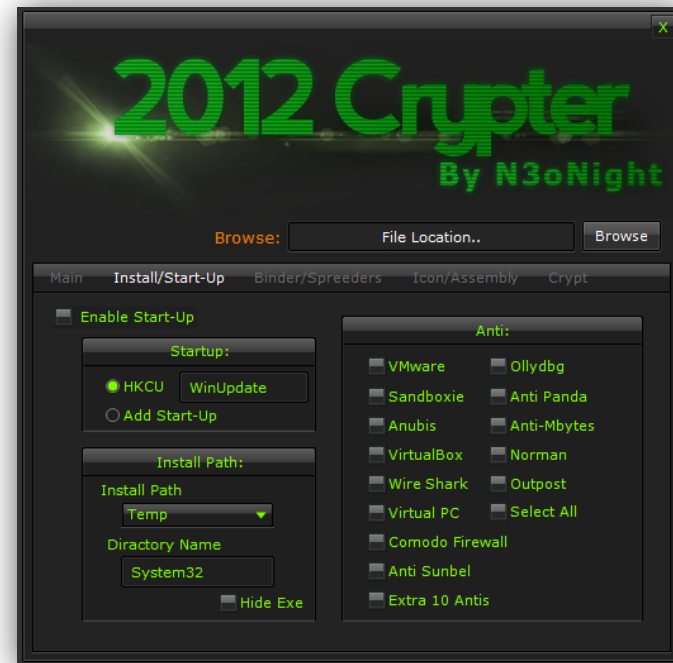 X
2012 Crypter
By N3oNight
Browse: File Location.. Browse
Main Install/Start-Up Binder/Spreeders Icon/Assembly Crypt
Enable Start-Up
Startup:
HKCU WinUpdate
Add Start-Up
Install Path:
Install Path
Temp
Diractory Name
System32
Hide Exe
Anti:
VMware Ollydbg
Sandboxie Anti Panda
Anubis Anti-Mbytes
VirtualBox Norman
Wire Shark Outpost
Virtual PC Select All
Comodo Firewall
Anti Sunbel
Extra 10 Antis